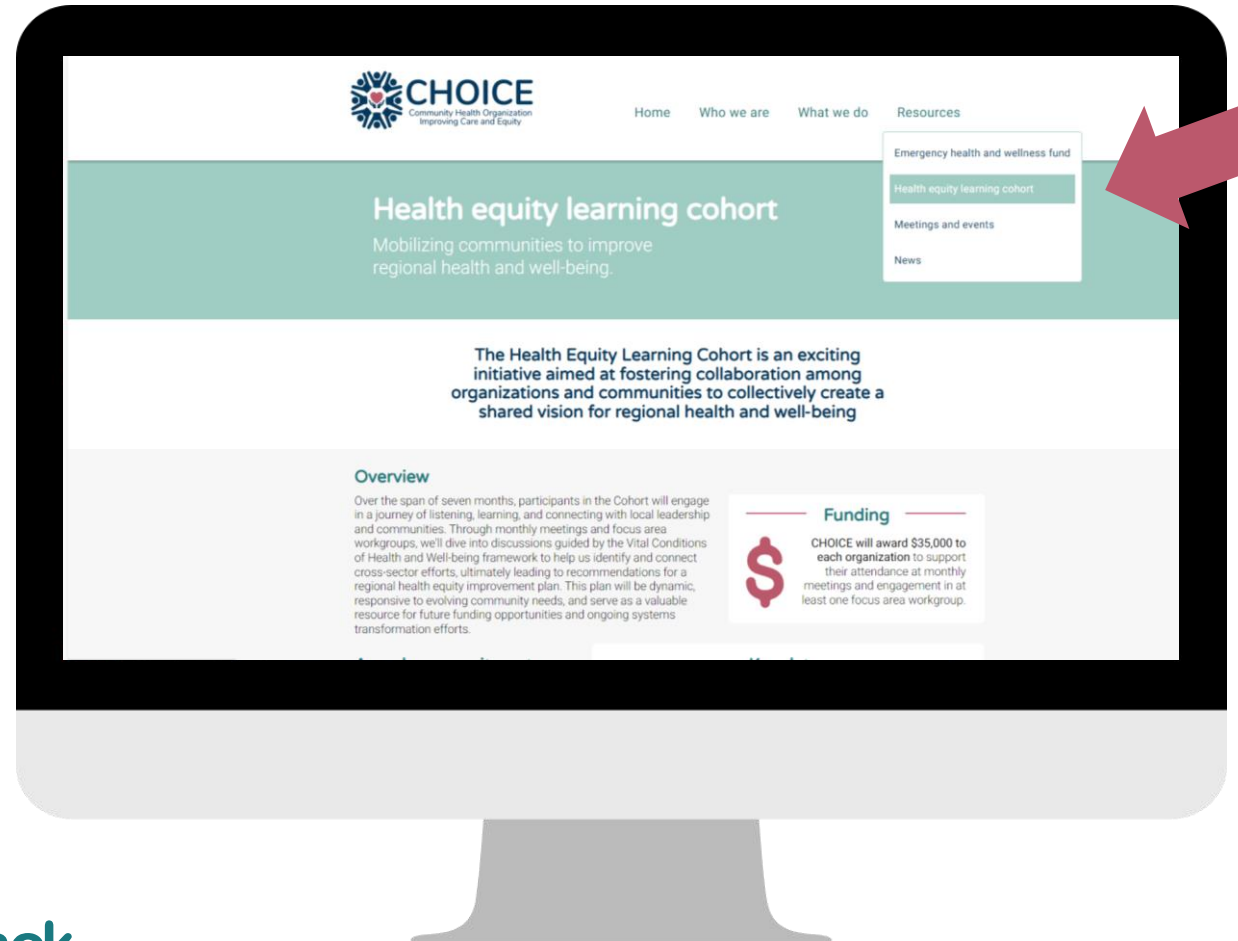 CHOICE
Community Health Organization
Improving Care and Equity
Home Who we are What we do Resources
Emergency health and wellness fund
Health equity learning cohort
Meetings and events
News
Health equity learning cohort
Mobilizing communities to improve
regional health and well-being.
The Health Equity Learning Cohort is an exciting
initiative aimed at fostering collaboration among
organizations and communities to collectively create a
shared vision for regional health and well-being
Overview
Over the span of seven months, participants in the Cohort will engage
in a journey of listening, learning, and connecting with local leadership
and communities. Through monthly meetings and focus area
workgroups, we'll dive into discussions guided by the Vital Conditions
of Health and Well-being framework to help us identify and connect
cross-sector efforts, ultimately leading to recommendations for a
regional health equity improvement plan. This plan will be dynamic,
responsive to evolving community needs, and serve as a valuable
resource for future funding opportunities and ongoing systems
transformation efforts.
Funding
$
CHOICE will award $35,000 to
each organization to support
their attendance at monthly
meetings and engagement in at
least one focus area workgroup.